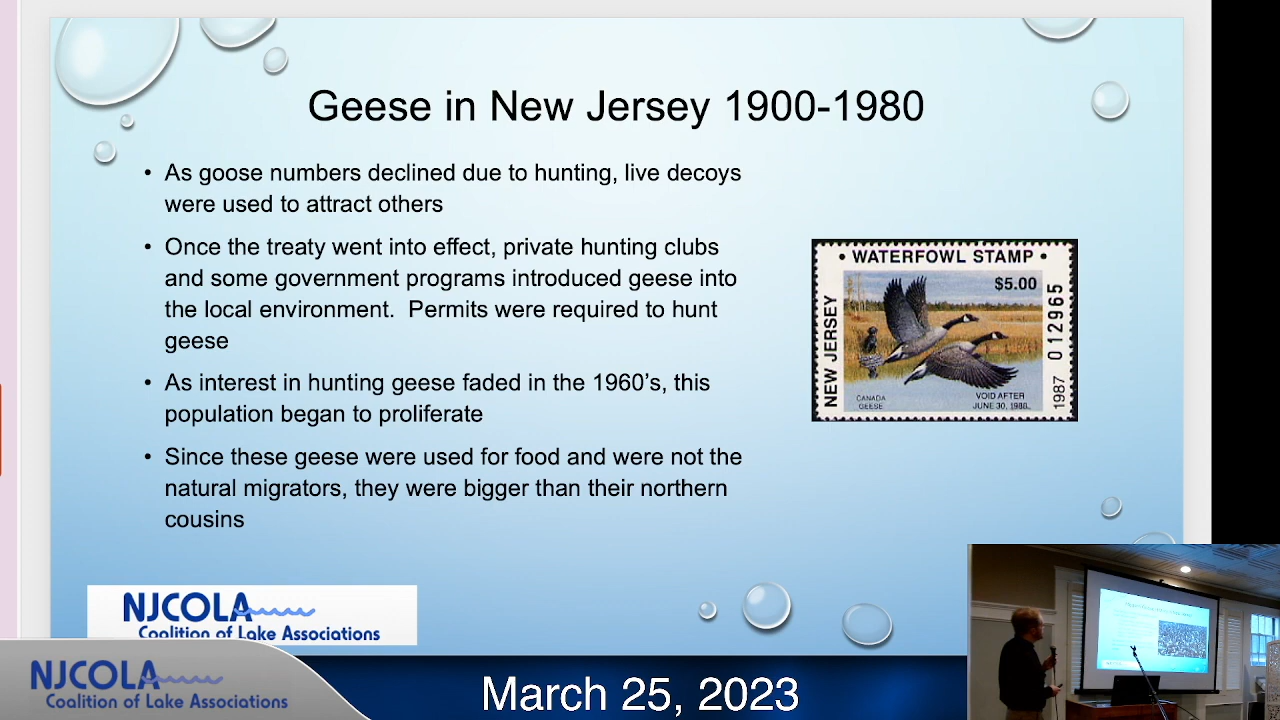 Geese in New Jersey 1900-1980
• As goose numbers declined due to hunting, live decoys
were used to attract others
• Once the treaty went into effect, private hunting clubs
and some government programs introduced geese into
the local environment.  Permits were required to hunt
geese
• As interest in hunting geese faded in the 1960's, this
population began to proliferate
• Since these geese were used for food and were not the
natural migrators, they were bigger than their northern
cousins
• WATERFOWL STAMP •
$5.00
NEW JERSEY
1987 012965
CANADA
GEESE
VOID AFTER
JUNE 30, 1988
NJCOLA
Coalition of Lake Associations
NJCOLA
Coalition of Lake Associations
March 25, 2023